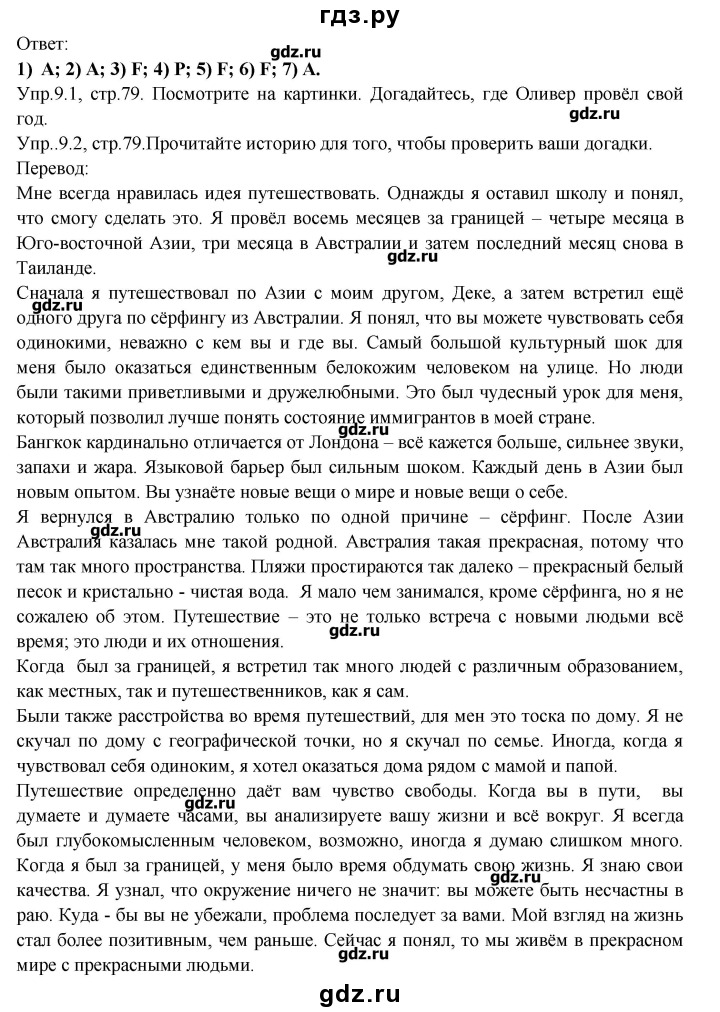 гдз.ру
Ответ:
gdz.ru
1) A; 2) A; 3) F; 4) P; 5) F; 6) F; 7) A.
Упр.9.1, стр.79. Посмотрите на картинки. Догадайтесь, где Оливер провёл свой
gdz.ru
год.
Упр..9.2, стр.79.Прочитайте историю для того, чтобы проверить ваши догадки.
Перевод:
Мне всегда нравилась идея путешествовать. Однажды я оставил школу и понял,
что смогу сделать это. Я провёл восемь месяцев за границей – четыре месяца в
Юго-восточной Азии, три месяца в Австралии и затем последний месяц снова в
gdz.ru
Таиланде.
Сначала я путешествовал по Азии с моим другом, Деке, а затем встретил ещё
gdz.ru
одного друга по сёрфингу из Австралии. Я понял, что вы можете чувствовать себя
одинокими, неважно с кем вы и где вы. Самый большой культурный шок для
меня было оказаться единственным белокожим человеком на улице. Но люди
были такими приветливыми и дружелюбными. Это был чудесный урок для меня,
который позволил лучше понять состояние иммигрантов в моей стране.
gdz.ru
Бангкок кардинально отличается от Лондона – всё кажется больше, сильнее звуки,
запахи и жара. Языковой барьер был сильным шоком. Каждый день в Азии был
новым опытом. Вы узнаёте новые вещи о мире и новые вещи о себе.
Я вернулся в Австралию только по одной причине – сёрфинг. После Азии
gdz.ru
Австралия казалась мне такой родной. Австралия такая прекрасная, потому что
там так много пространства. Пляжи простираются так далеко – прекрасный белый
песок и кристально - чистая вода. Я мало чем занимался, кроме сёрфинга, но я не
сожалею об этом. Путешествие – это не только встреча с новыми людьми всё
gdz.ru
время; это люди и их отношения.
Когда был за границей, я встретил так много людей с различным образованием,
как местных, так и путешественников, как я сам.
Были также расстройства во время путешествий, для мен это тоска по дому. Я не
скучал по дому с географической точки, но я скучал по семье. Иногда, когда я
чувствовал себя одиноким, я хотел оказаться дома рядом с мамой и папой.
Путешествие определенно даёт вам чувство свободы. Когда вы в пути, вы
gdz.ru
думаете и думаете часами, вы анализируете вашу жизни и всё вокруг. Я всегда
был глубокомысленным человеком, возможно, иногда я думаю слишком много.
Когда я был за границей, у меня было время обдумать свою жизнь. Я знаю свои
gdz.ru
качества. Я узнал, что окружение ничего не значит: вы можете быть несчастны в
раю. Куда - бы вы не убежали, проблема последует за вами. Мой взгляд на жизнь
стал более позитивным, чем раньше. Сейчас я понял, то мы живём в прекрасном
gdz.ru
мире с прекрасными людьми.
gdz.ru